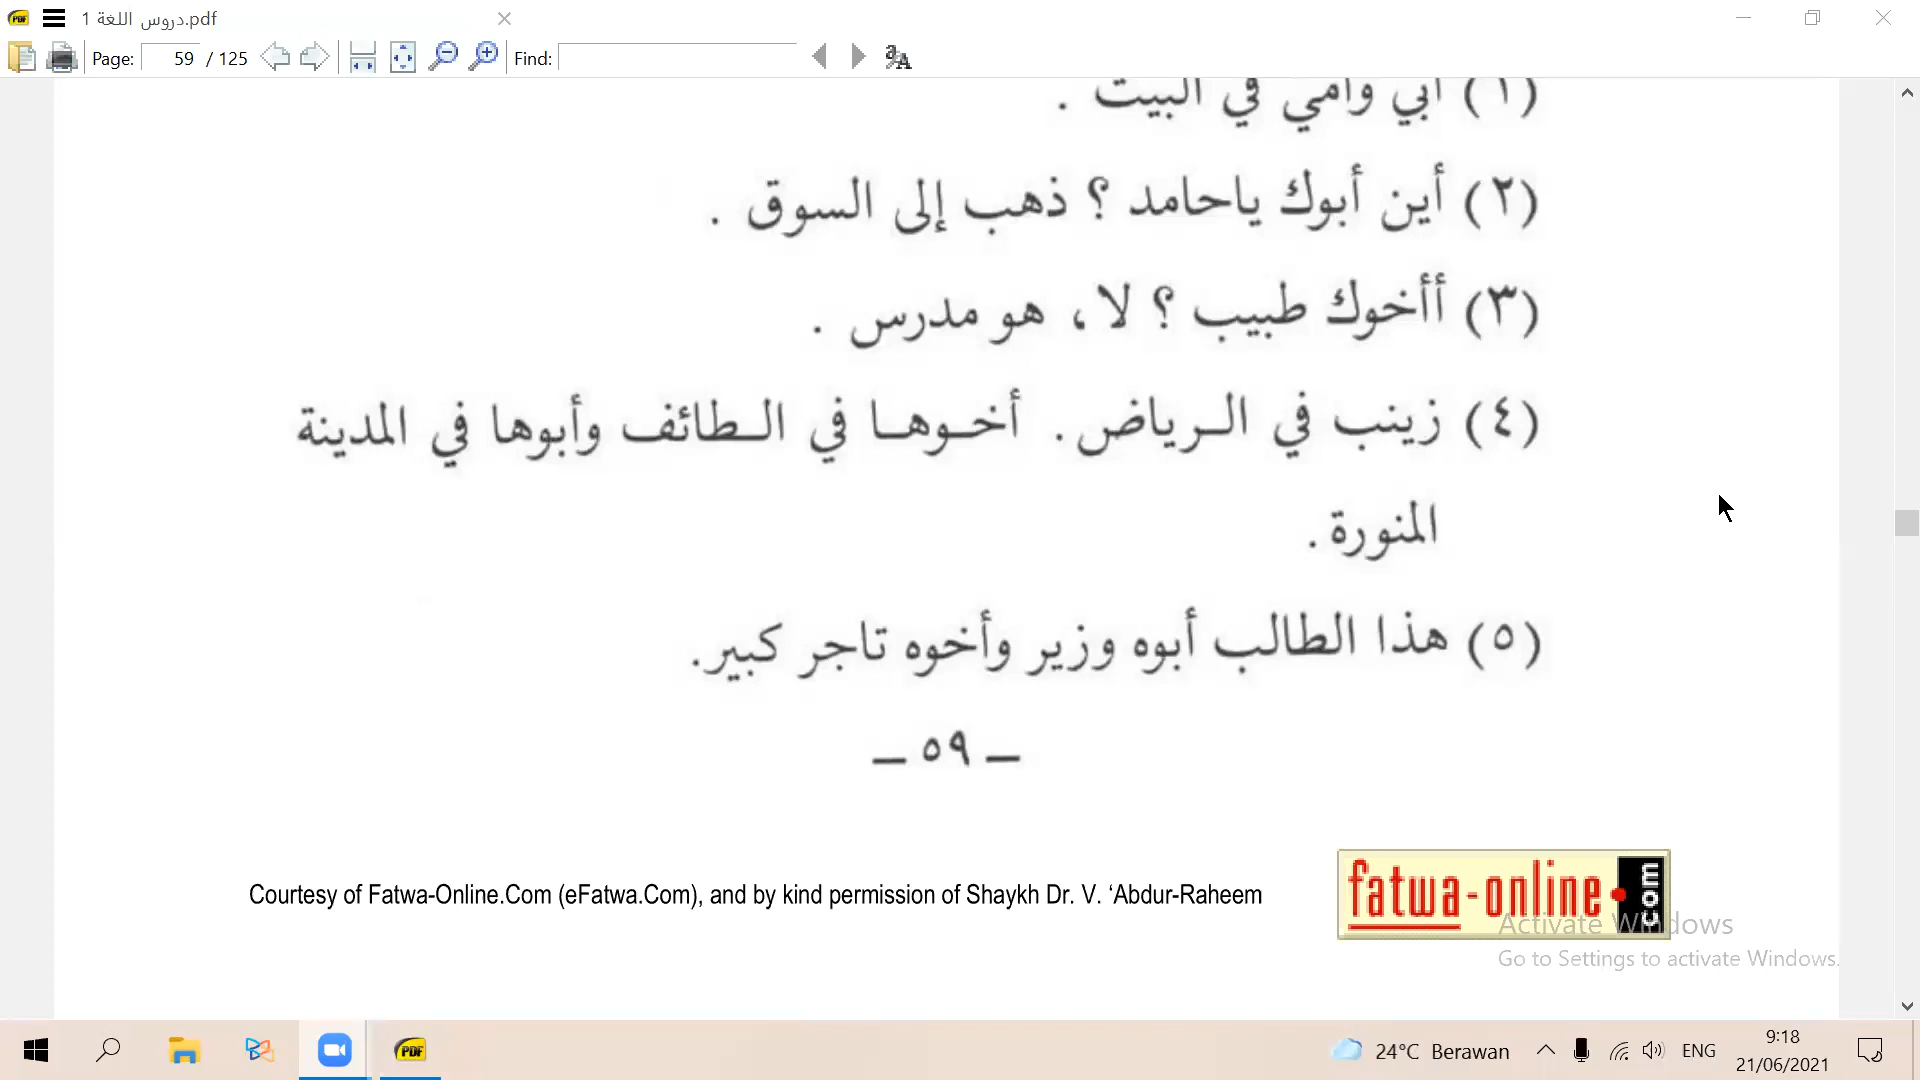 دروس اللغة 1.pdf
Page: 59 / 125 Find:
(١) أبي وأمي في البيت .
(٢) أين أبوك ياحامد ؟ ذهب إلى السوق .
(٣) أأخوك طبيب ؟ لا ، هو مدرس .
(٤) زينب في الرياض . أخوها في الطائف وأبوها في المدينة
المنورة .
(٥) هذا الطالب أبوه وزير وأخوه تاجر كبير.
— ٥٩ —
Courtesy of Fatwa-Online.Com (eFatwa.Com), and by kind permission of Shaykh Dr. V. ‘Abdur-Raheem
fatwa-online.com
Activate Windows
Go to Settings to activate Windows.
PDF
24°C Berawan
ENG
9:18
21/06/2021